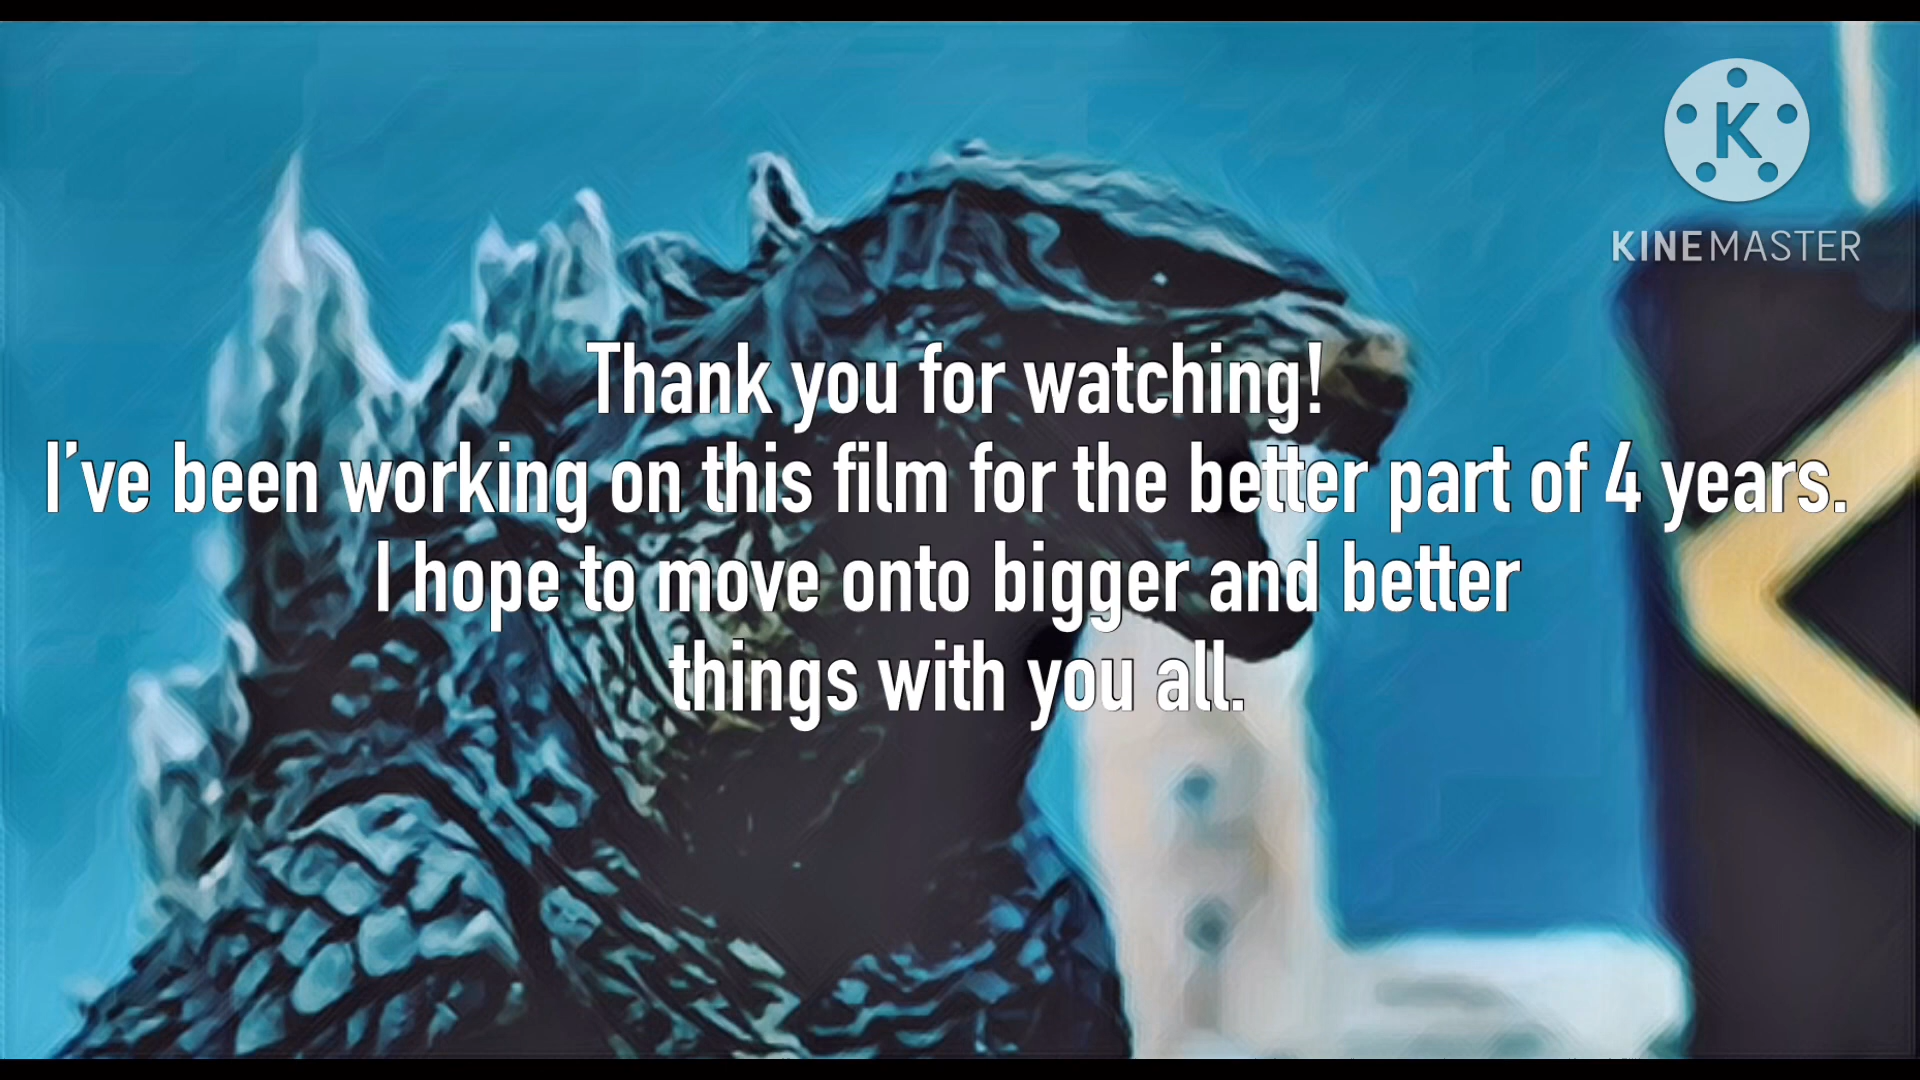 K
KINEMASTER
Thank you for watching!
I've been working on this film for the better part of 4 years.
I hope to move onto bigger and better
things with you all.